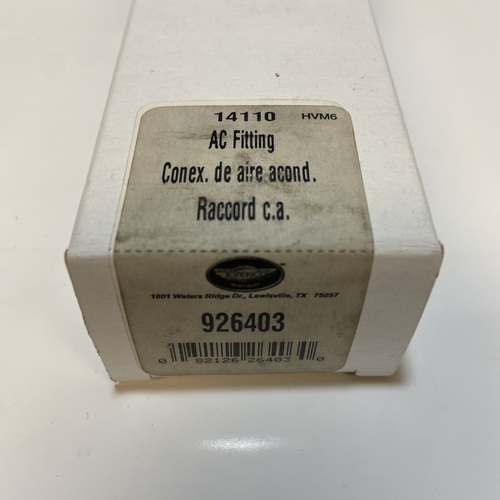 14110 HVM6
AC Fitting
Conex. de aire acond.
Raccord c.a.
EVERCO
1601 Waters Ridge Dr., Lewisville, TX 75057
926403
0 82126 26403 0